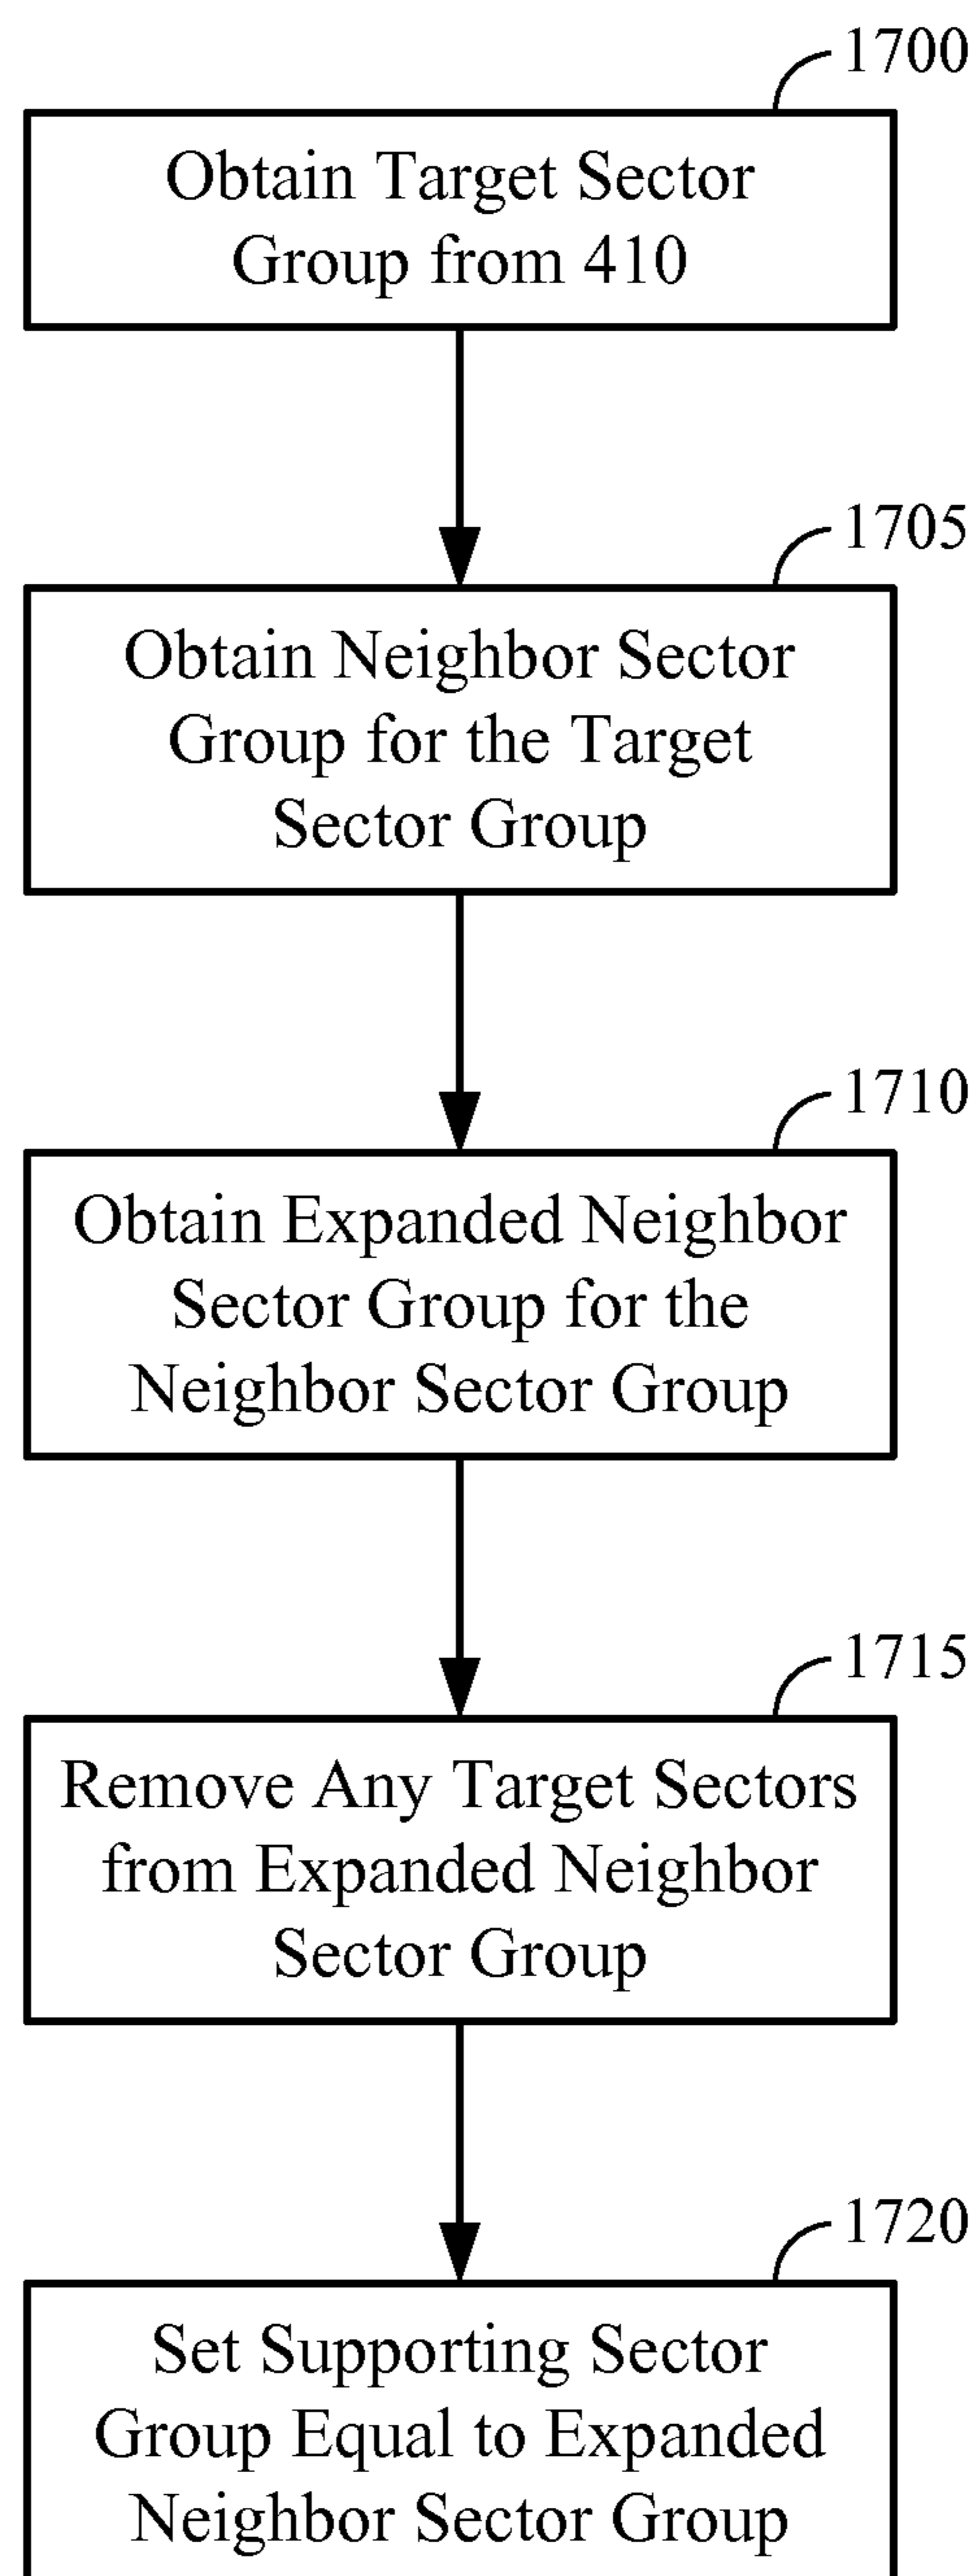 1700
Obtain Target Sector
Group from 410
1705
Obtain Neighbor Sector
Group for the Target
Sector Group
1710
Obtain Expanded Neighbor
Sector Group for the
Neighbor Sector Group
1715
Remove Any Target Sectors
from Expanded Neighbor
Sector Group
1720
Set Supporting Sector
Group Equal to Expanded
Neighbor Sector Group